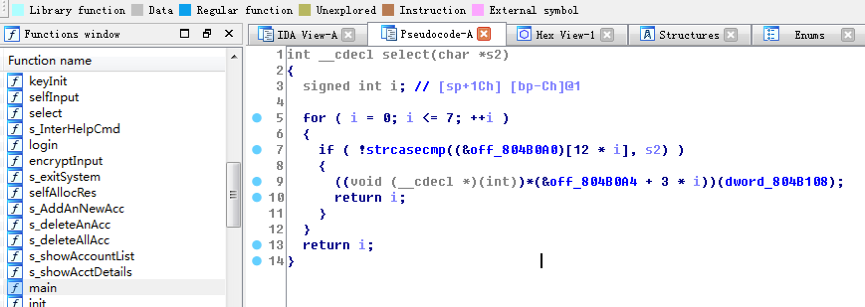 Library function Data Regular function Unexplored Instruction External symbol
Functions window
IDA View-A Pseudocode-A Hex View-1 Structures Enums
Function name
keyInit
selfInput
select
s_InterHelpCmd
login
encryptInput
s_exitSystem
selfAllocRes
s_AddAnNewAcc
s_deleteAnAcc
s_deleteAllAcc
s_showAccountList
s_showAcctDetails
main
init
1 int __cdecl select(char *s2)
2 {
3 signed int i; // [sp+1Ch] [bp-Ch]@1
4
5 for ( i = 0; i <= 7; ++i )
6 {
7 if ( !strcasecmp((&off_804B0A0)[12 * i], s2) )
8 {
9 ((void (__cdecl *)(int))*(&off_804B0A4 + 3 * i))(dword_804B108);
10 return i;
11 }
12 }
13 return i;
14 }